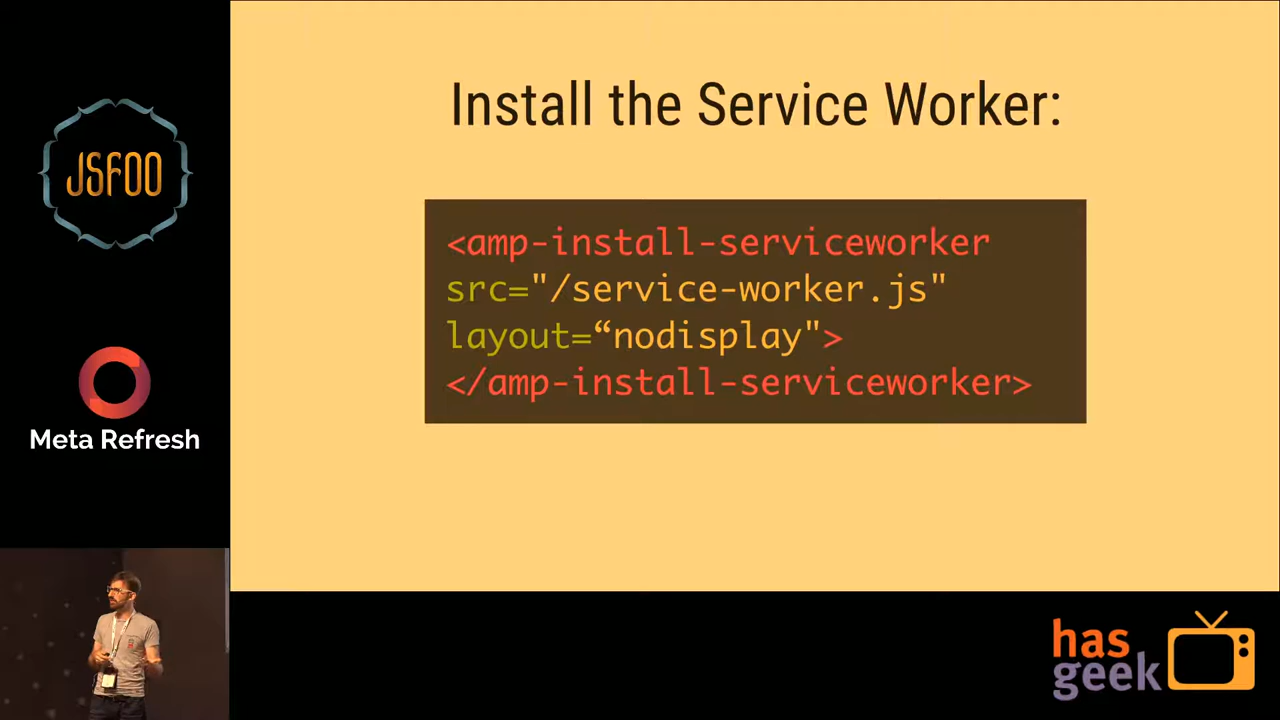 JSFOO
Meta Refresh
Install the Service Worker:
<amp-install-serviceworker
src="/service-worker.js"
layout=“nodisplay">
</amp-install-serviceworker>
has
geek